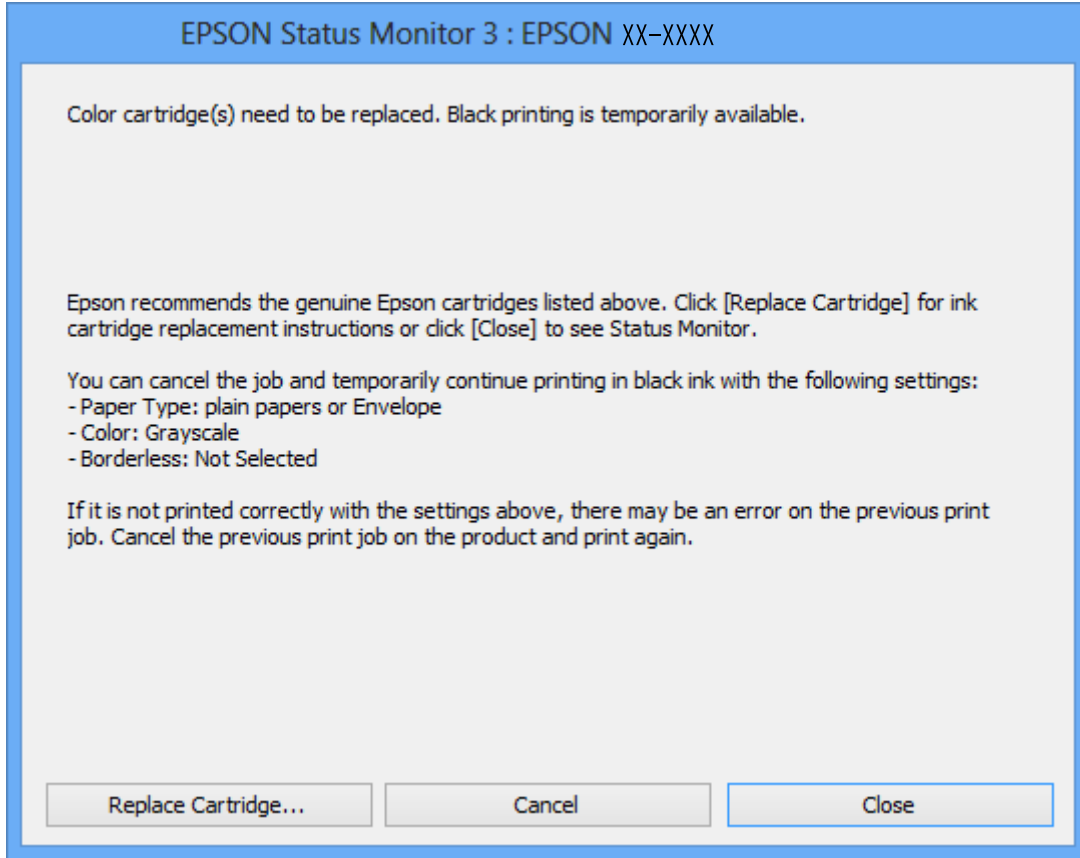 EPSON Status Monitor 3 : EPSON XX-XXXX
Color cartridge(s) need to be replaced. Black printing is temporarily available.
Epson recommends the genuine Epson cartridges listed above. Click [Replace Cartridge] for ink
cartridge replacement instructions or click [Close] to see Status Monitor.
You can cancel the job and temporarily continue printing in black ink with the following settings:
- Paper Type: plain papers or Envelope
- Color: Grayscale
- Borderless: Not Selected
If it is not printed correctly with the settings above, there may be an error on the previous print
job. Cancel the previous print job on the product and print again.
Replace Cartridge... Cancel Close